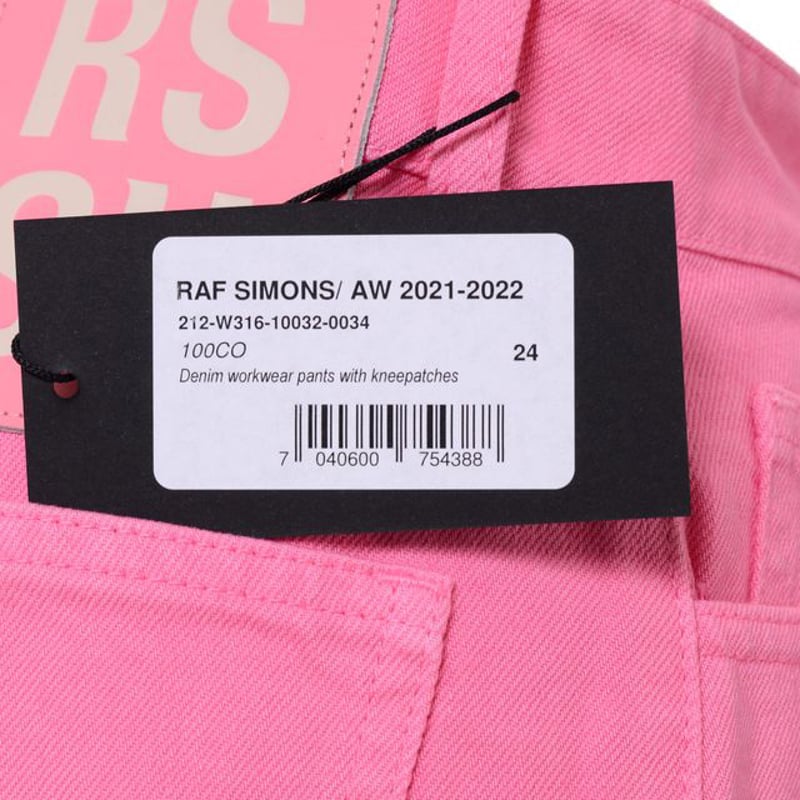 RS
RAF SIMONS/ AW 2021-2022
212-W316-10032-0034
100CO
24
Denim workwear pants with kneepatches
7 040600 754388